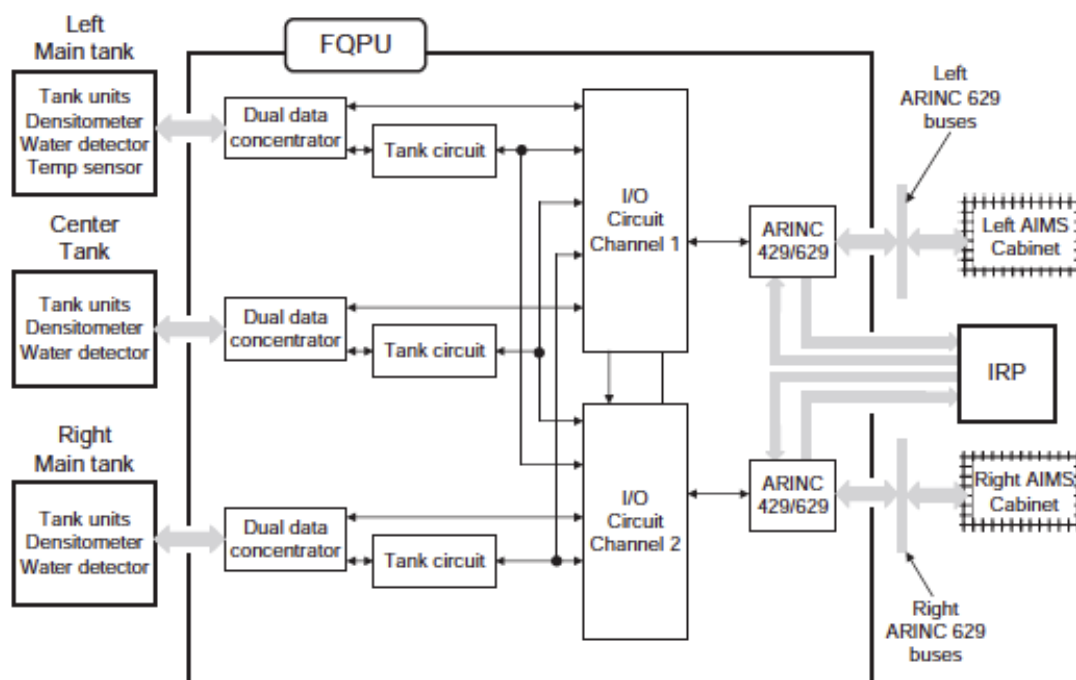 Left
Main tank
Tank units
Densitometer
Water detector
Temp sensor
Center
Tank
Tank units
Densitometer
Water detector
Right
Main tank
Tank units
Densitometer
Water detector
FQPU
Dual data
concentrator
Tank circuit
Dual data
concentrator
Tank circuit
Dual data
concentrator
Tank circuit
I/O
Circuit
Channel 1
I/O
Circuit
Channel 2
ARINC
429/629
ARINC
429/629
Left
ARINC 629
buses
Left AIMS
Cabinet
IRP
Right AIMS
Cabinet
Right
ARINC 629
buses